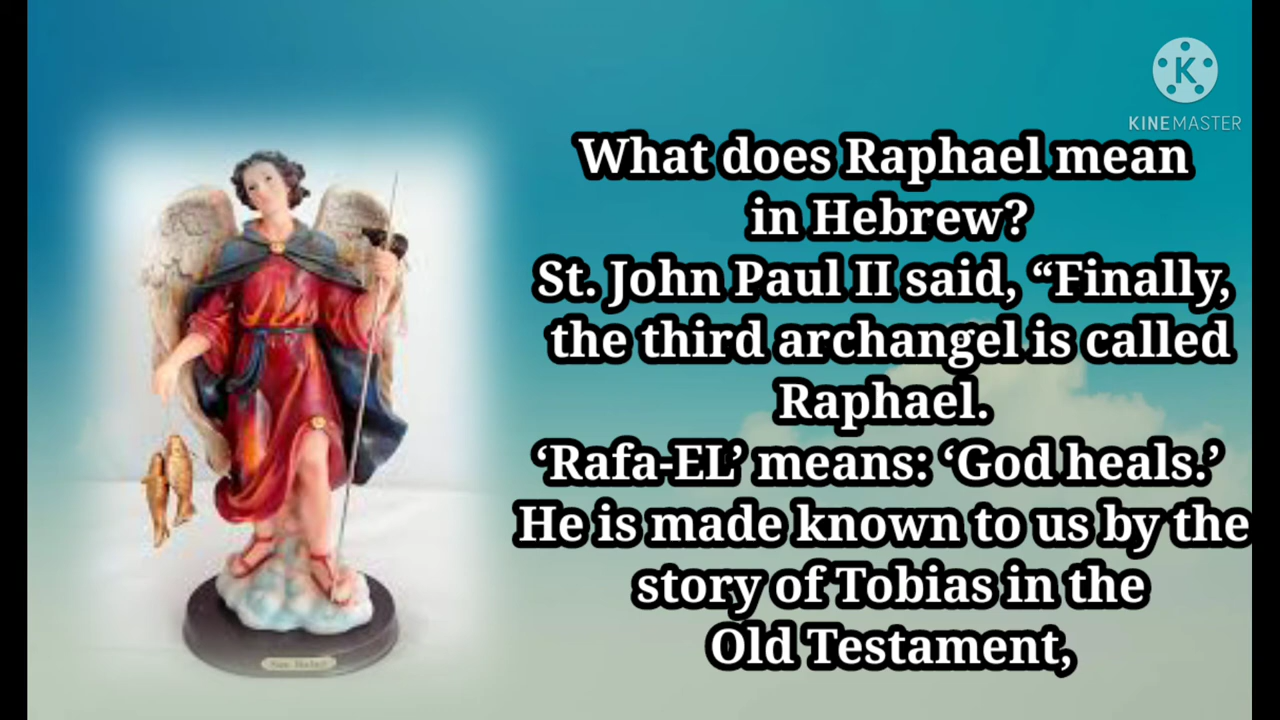 KINEMASTER
What does Raphael mean
in Hebrew?
St. John Paul II said, “Finally,
the third archangel is called
Raphael.
‘Rafa-EL’ means: ‘God heals.’
He is made known to us by the
story of Tobias in the
Old Testament,